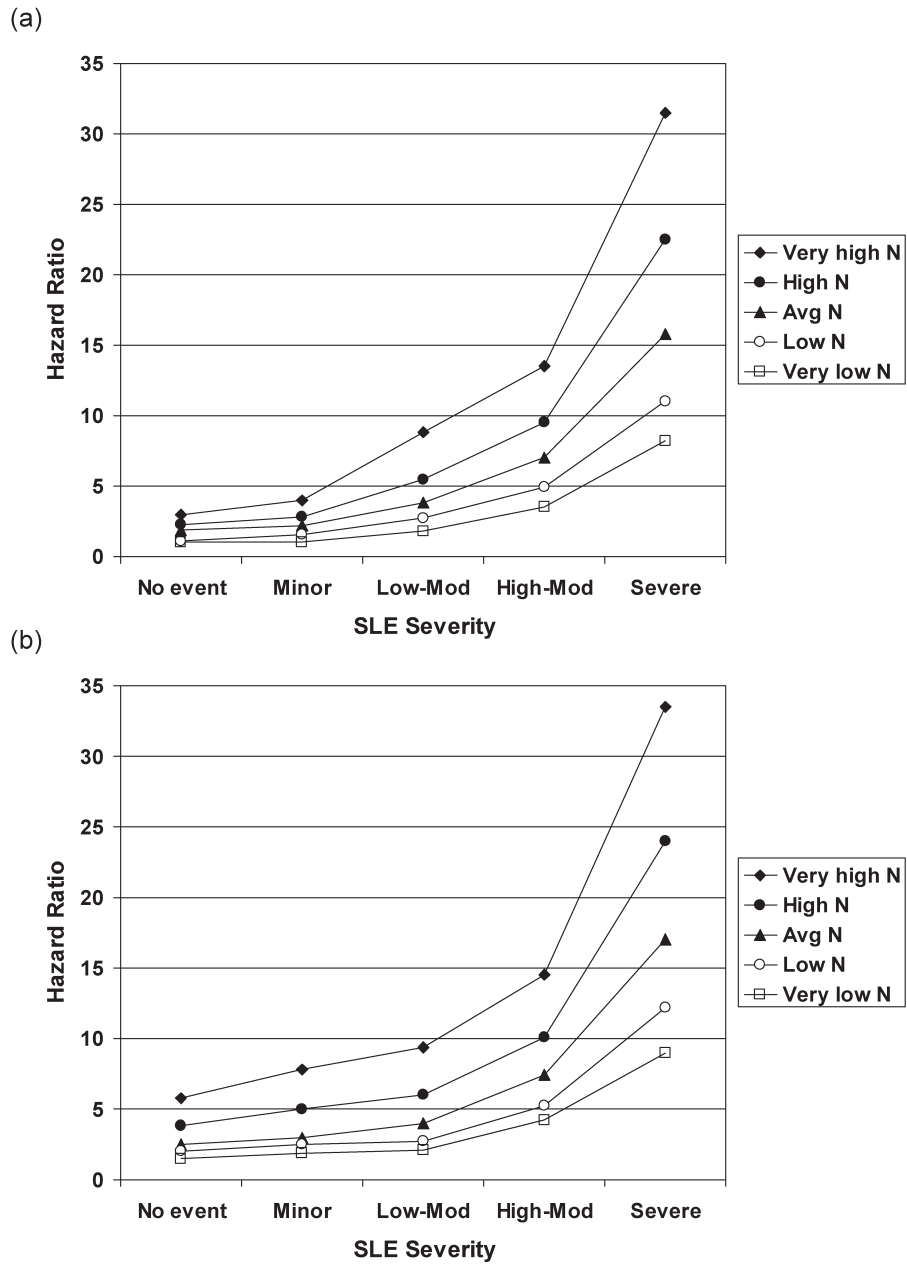 (a)
35
30
25
20
15
10
5
0
Hazard Ratio
No event Minor Low-Mod High-Mod Severe
SLE Severity
Very high N
High N
Avg N
Low N
Very low N
(b)
35
30
25
20
15
10
5
0
Hazard Ratio
No event Minor Low-Mod High-Mod Severe
SLE Severity
Very high N
High N
Avg N
Low N
Very low N